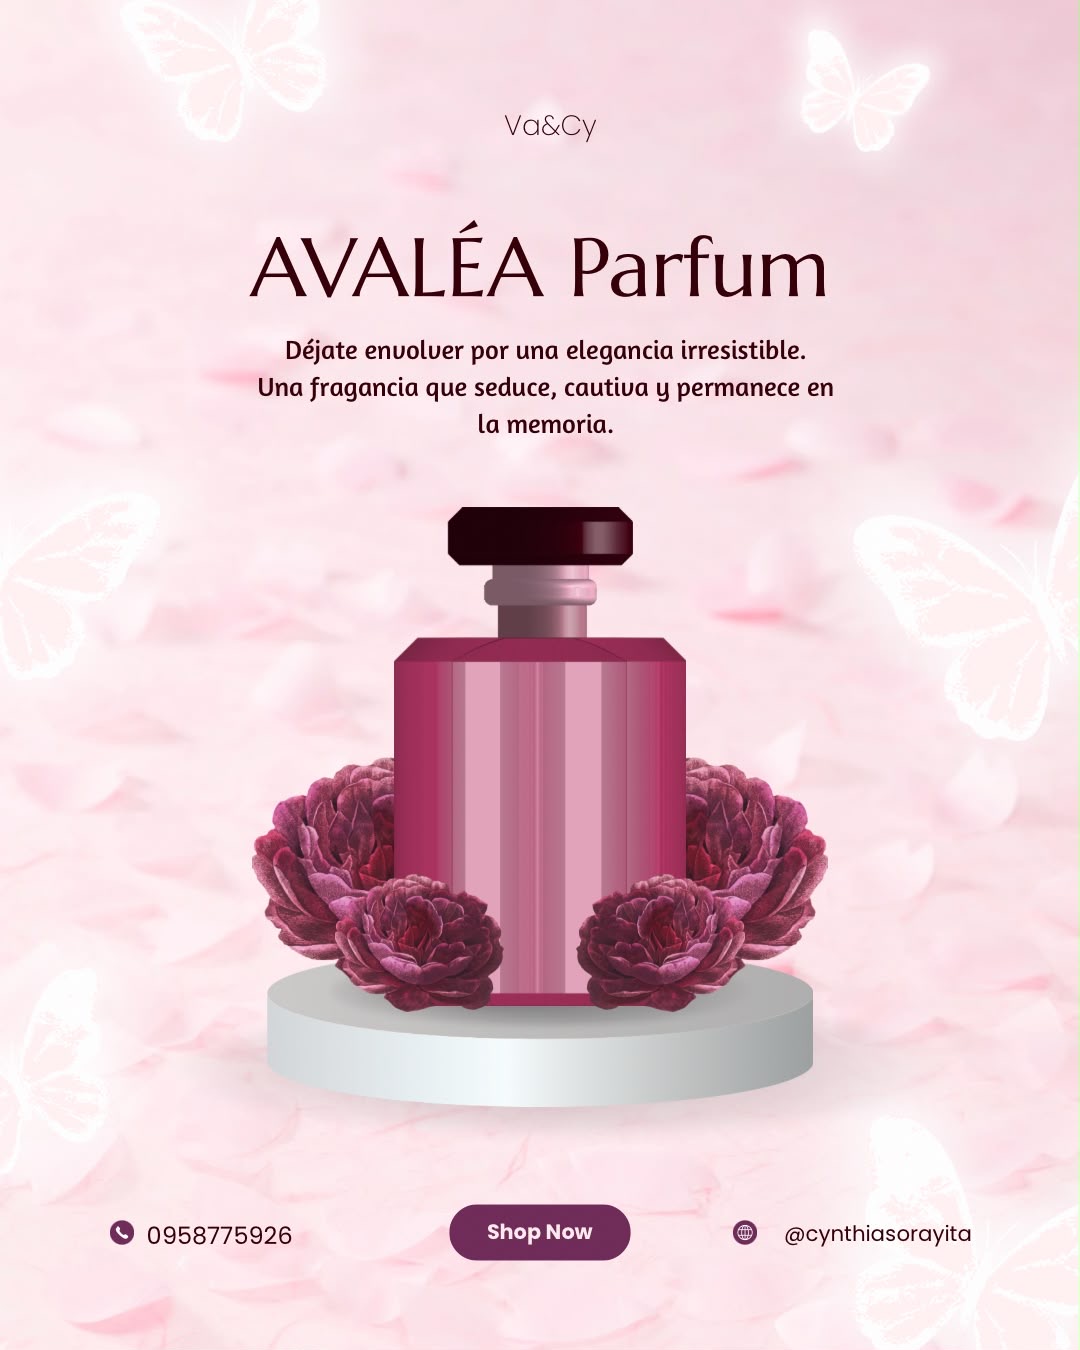 Va&Cy
AVALÉA Parfum
Déjate envolver por una elegancia irresistible.
Una fragancia que seduce, cautiva y permanece en
la memoria.
0958775926
Shop Now
@cynthiasorayita